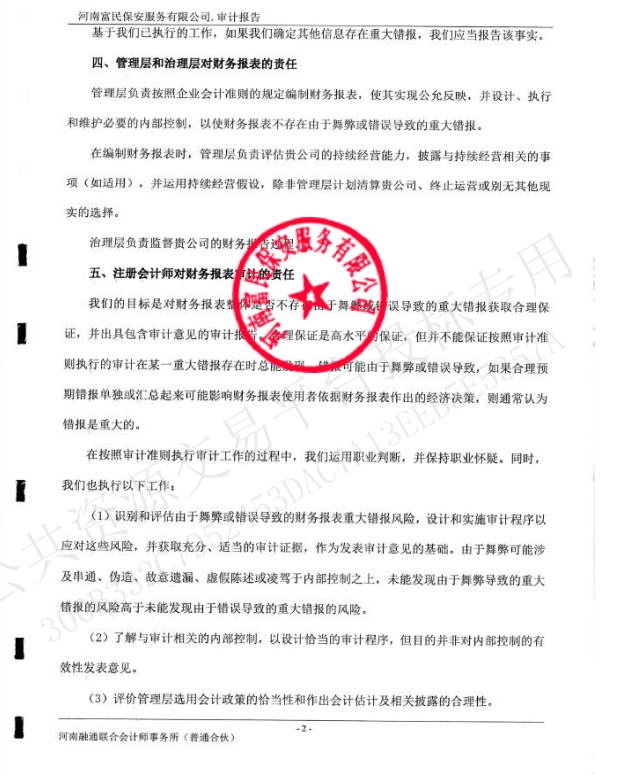 河南富民保安服务有限公司.审计报告
基于我们已执行的工作，如果我们确定其他信息存在重大错报，我们应当报告该事实。
四、管理层和治理层对财务报表的责任
管理层负责按照企业会计准则的规定编制财务报表，使其实现公允反映，并设计、执行
和维护必要的内部控制，以使财务报表不存在由于舞弊或错误导致的重大错报。
在编制财务报表时，管理层负责评估贵公司的持续经营能力，披露与持续经营相关的事
项（如适用），并运用持续经营假设，除非管理层计划清算贵公司、终止运营或别无其他现
实的选择。
治理层负责监督贵公司的财务报告过程。
五、注册会计师对财务报表审计的责任
我们的目标是对财务报表整体是否不存在由于舞弊或错误导致的重大错报获取合理保
证，并出具包含审计意见的审计报告。合理保证是高水平的保证，但并不能保证按照审计准
则执行的审计在某一重大错报存在时总能发现。错报可能由于舞弊或错误导致，如果合理预
期错报单独或汇总起来可能影响财务报表使用者依据财务报表作出的经济决策，则通常认为
错报是重大的。
在按照审计准则执行审计工作的过程中，我们运用职业判断，并保持职业怀疑。同时，
我们也执行以下工作：
（1）识别和评估由于舞弊或错误导致的财务报表重大错报风险，设计和实施审计程序以
应对这些风险，并获取充分、适当的审计证据，作为发表审计意见的基础。由于舞弊可能涉
及串通、伪造、故意遗漏、虚假陈述或凌驾于内部控制之上，未能发现由于舞弊导致的重大
错报的风险高于未能发现由于错误导致的重大错报的风险。
（2）了解与审计相关的内部控制，以设计恰当的审计程序，但目的并非对内部控制的有
效性发表意见。
（3）评价管理层选用会计政策的恰当性和作出会计估计及相关披露的合理性。
-2-
河南融通联合会计师事务所（普通合伙）
河南富民保安服务有限公司
公共资源交易平台投标专用